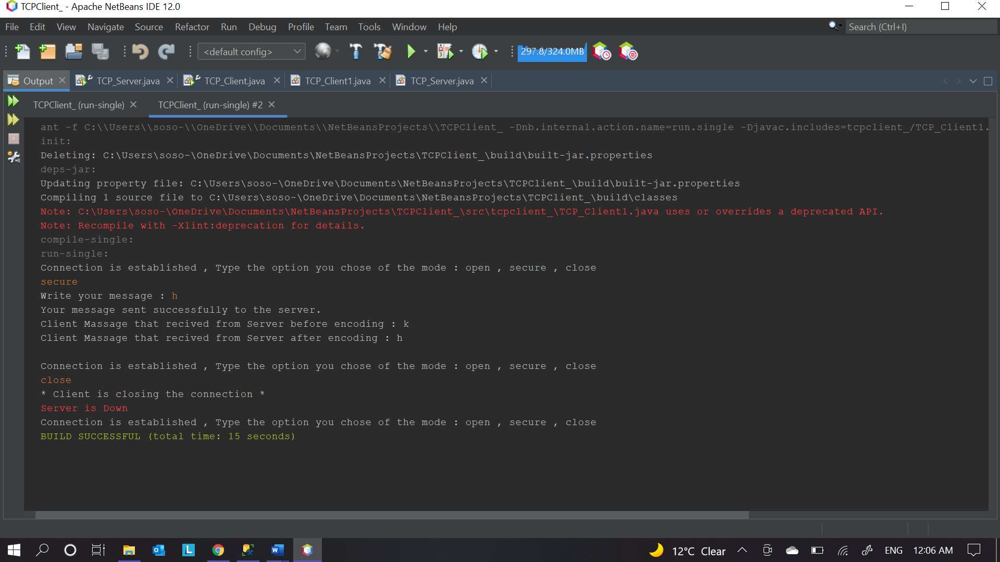 TCPClient_ - Apache NetBeans IDE 12.0
File Edit View Navigate Source Refactor Run Debug Profile Team Tools Window Help Search (Ctrl+I)
<default config> 297.8/324.0MB
Output TCP_Server.java TCP_Client.java TCP_Client1.java TCP_Server.java
TCPClient_ (run-single) TCPClient_ (run-single) #2
ant -f C:\\Users\\soso-\\OneDrive\\Documents\\NetBeansProjects\\TCPClient_ -Dnb.internal.action.name=run.single -Djavac.includes=tcpclient_/TCP_Client1.
init:
Deleting: C:\Users\soso-\OneDrive\Documents\NetBeansProjects\TCPClient_\build\built-jar.properties
deps-jar:
Updating property file: C:\Users\soso-\OneDrive\Documents\NetBeansProjects\TCPClient_\build\built-jar.properties
Compiling 1 source file to C:\Users\soso-\OneDrive\Documents\NetBeansProjects\TCPClient_\build\classes
Note: C:\Users\soso-\OneDrive\Documents\NetBeansProjects\TCPClient_\src\tcpclient_\TCP_Client1.java uses or overrides a deprecated API.
Note: Recompile with -Xlint:deprecation for details.
compile-single:
run-single:
Connection is established , Type the option you chose of the mode : open , secure , close
secure
Write your message : h
Your message sent successfully to the server.
Client Massage that recived from Server before encoding : k
Client Massage that recived from Server after encoding : h
Connection is established , Type the option you chose of the mode : open , secure , close
close
* Client is closing the connection *
Server is Down
Connection is established , Type the option you chose of the mode : open , secure , close
BUILD SUCCESSFUL (total time: 15 seconds)
12°C Clear ENG 12:06 AM